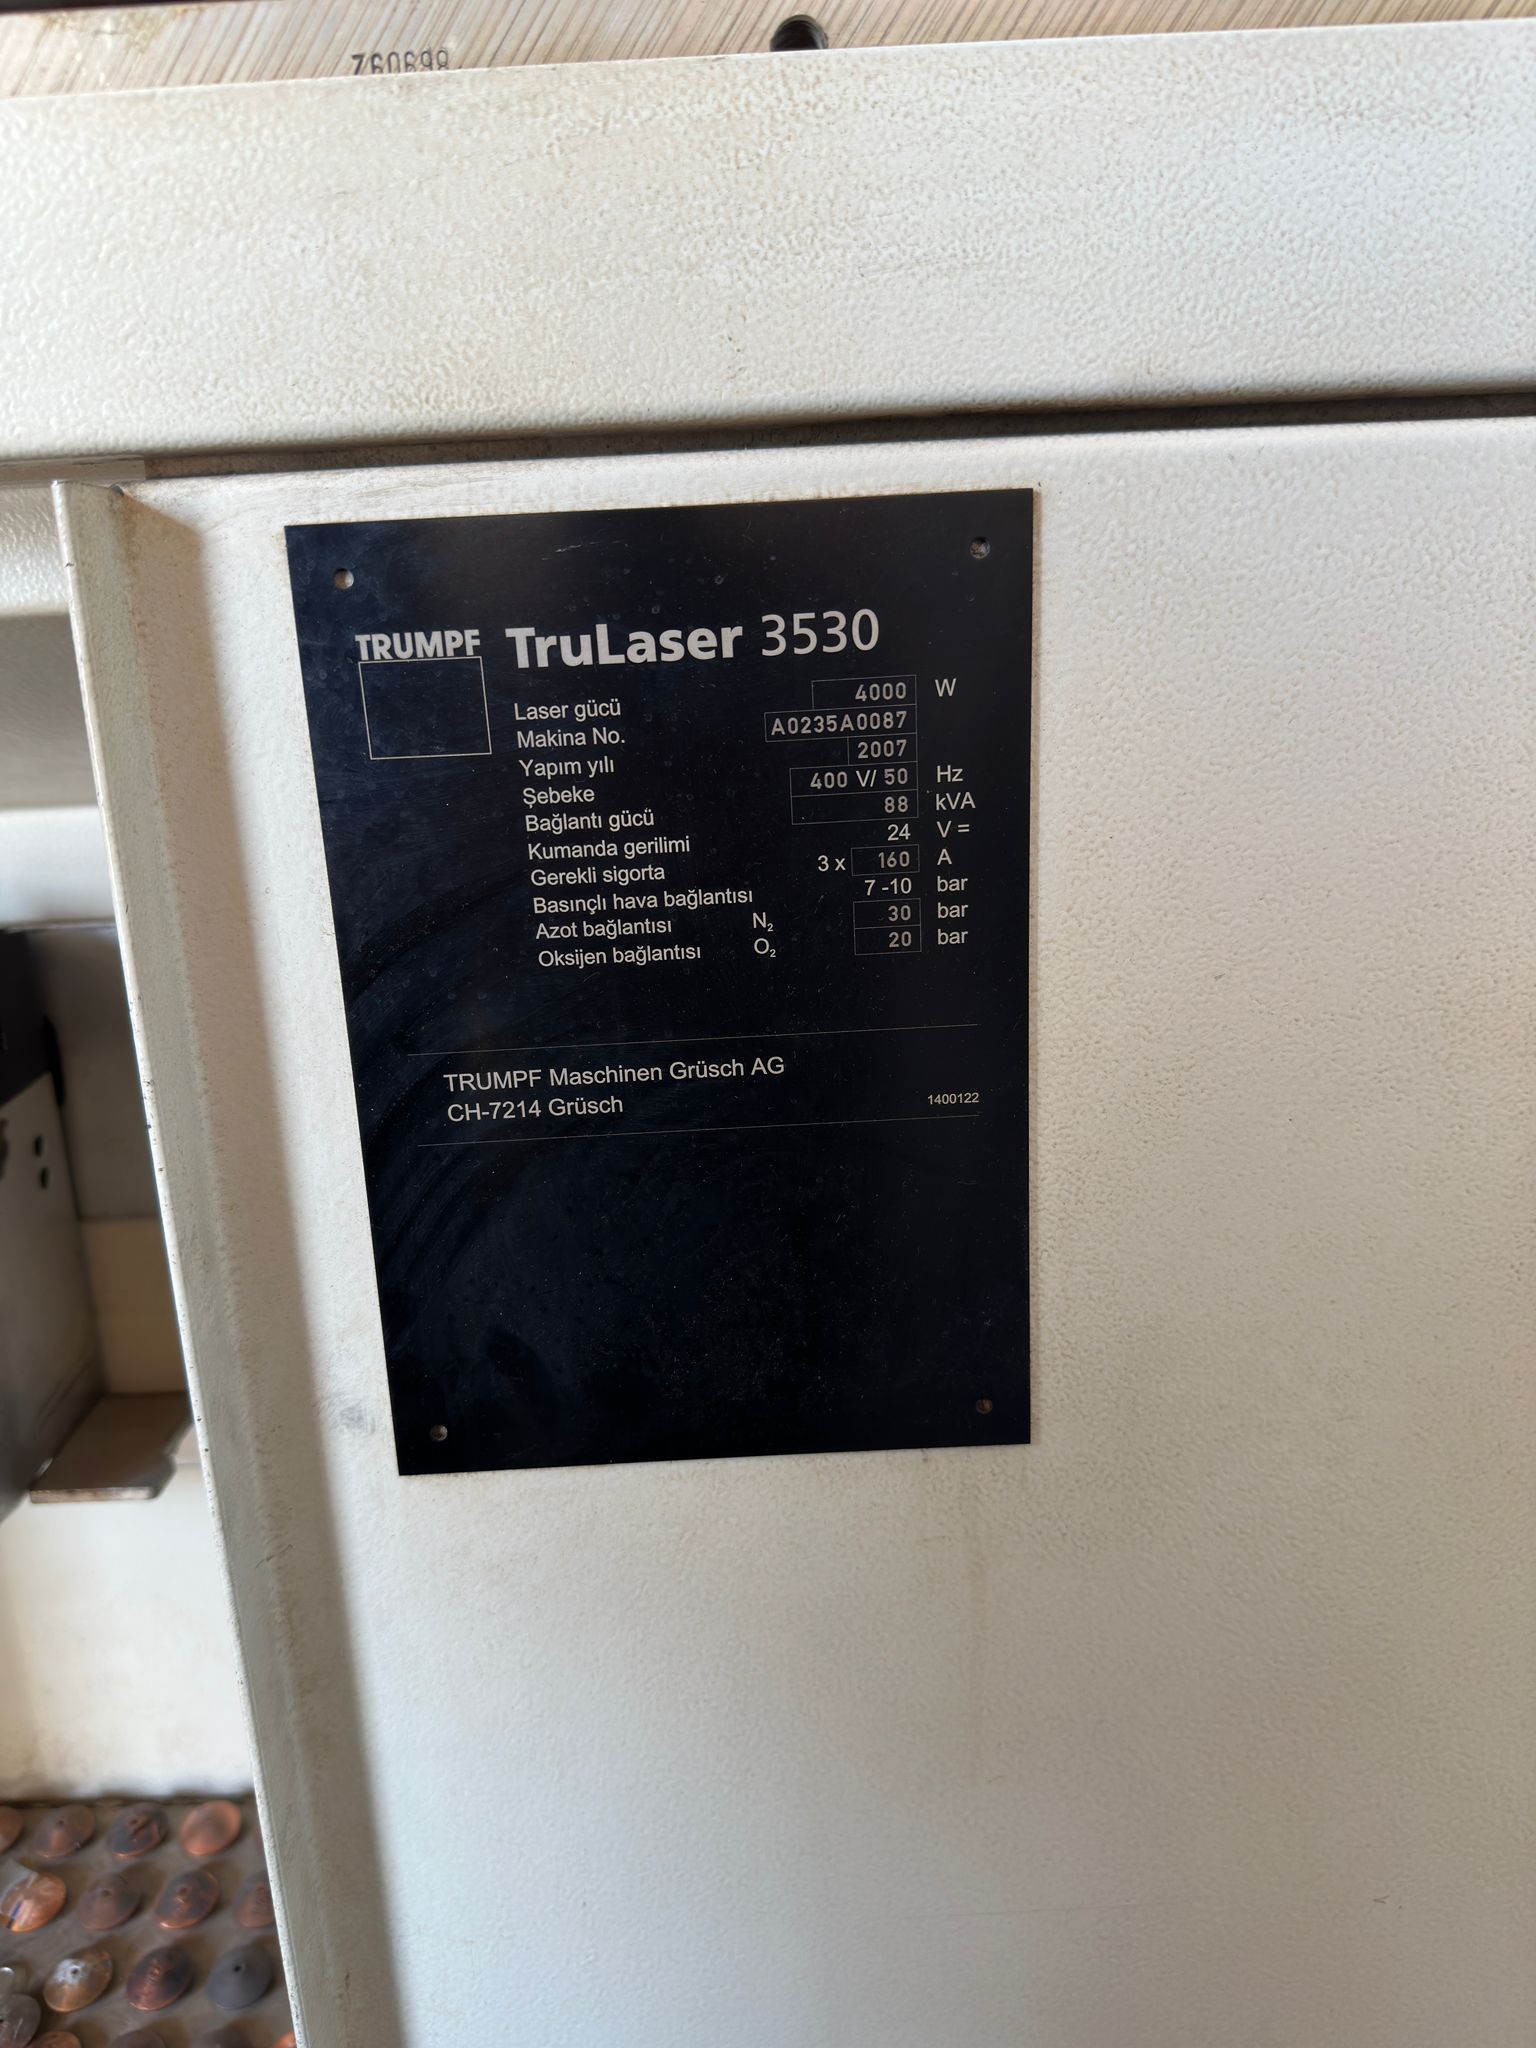 760698
TRUMPF TruLaser 3530
Laser gücü 4000 W
Makina No. A0235A0087
Yapım yılı 2007
Şebeke 400 V/ 50 Hz
Bağlantı gücü 88 kVA
Kumanda gerilimi 24 V =
Gerekli sigorta 3 x 160 A
Basınçlı hava bağlantısı 7 -10 bar
Azot bağlantısı N₂ 30 bar
Oksijen bağlantısı O₂ 20 bar
TRUMPF Maschinen Grüsch AG
CH-7214 Grüsch 1400122